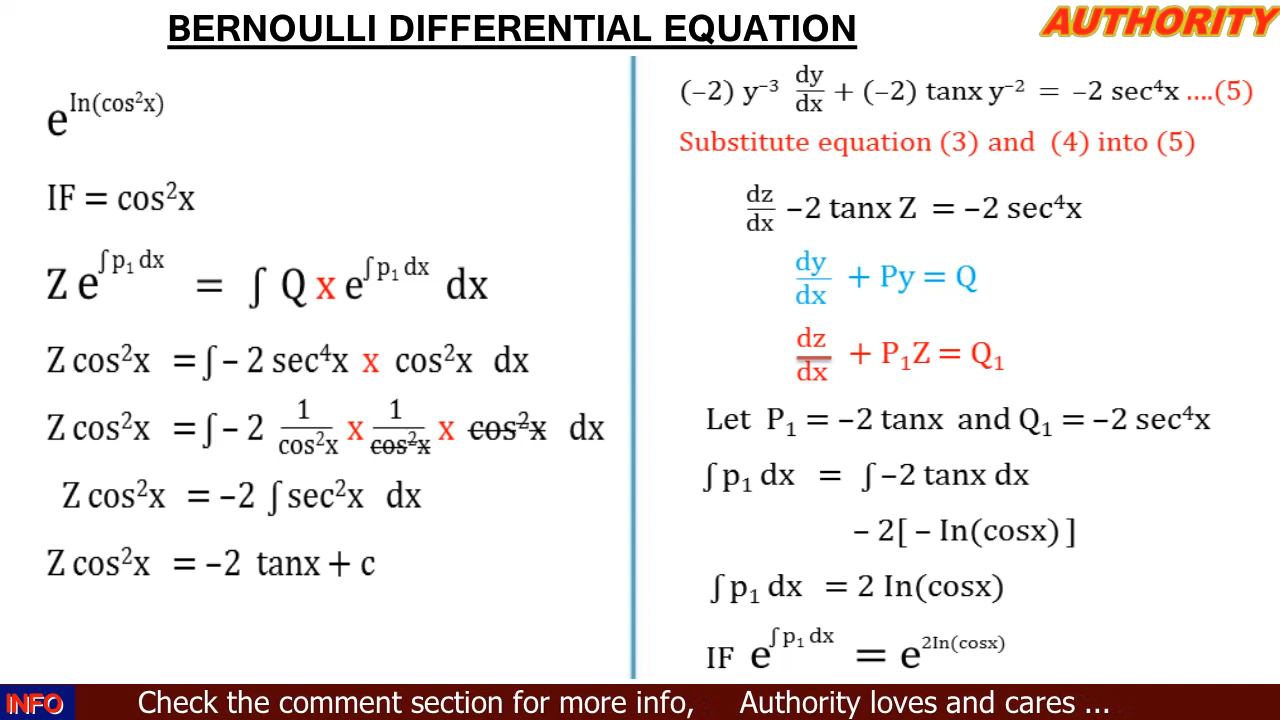 BERNOULLI DIFFERENTIAL EQUATION
AUTHORITY
e^In(cos²x)
IF = cos²x
Z e^∫p₁ dx = ∫ Q x e^∫p₁ dx dx
Z cos²x = ∫ – 2 sec⁴x x cos²x dx
Z cos²x = ∫ – 2 1/cos²x x 1/cos²x x cos²x dx
Z cos²x = –2 ∫ sec²x dx
Z cos²x = –2 tanx + c
(–2) y⁻³ dy/dx + (–2) tanx y⁻² = –2 sec⁴x ....(5)
Substitute equation (3) and (4) into (5)
dz/dx –2 tanx Z = –2 sec⁴x
dy/dx + Py = Q
dz/dx + P₁Z = Q₁
Let P₁ = –2 tanx and Q₁ = –2 sec⁴x
∫ p₁ dx = ∫ –2 tanx dx
– 2[ – In(cosx) ]
∫ p₁ dx = 2 In(cosx)
IF e^∫p₁ dx = e^2In(cosx)
INFO Check the comment section for more info, Authority loves and cares ...